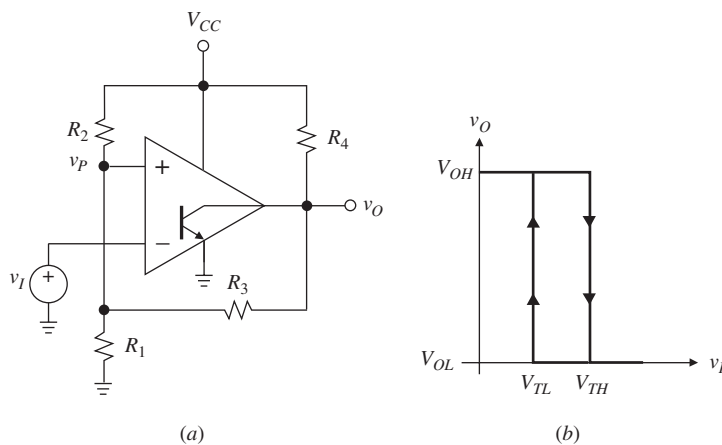 V_CC
R_2
R_4
v_P
+
v_O
−
v_I
+
R_3
R_1
(a)
v_O
V_OH
V_OL
V_TL
V_TH
v_I
(b)